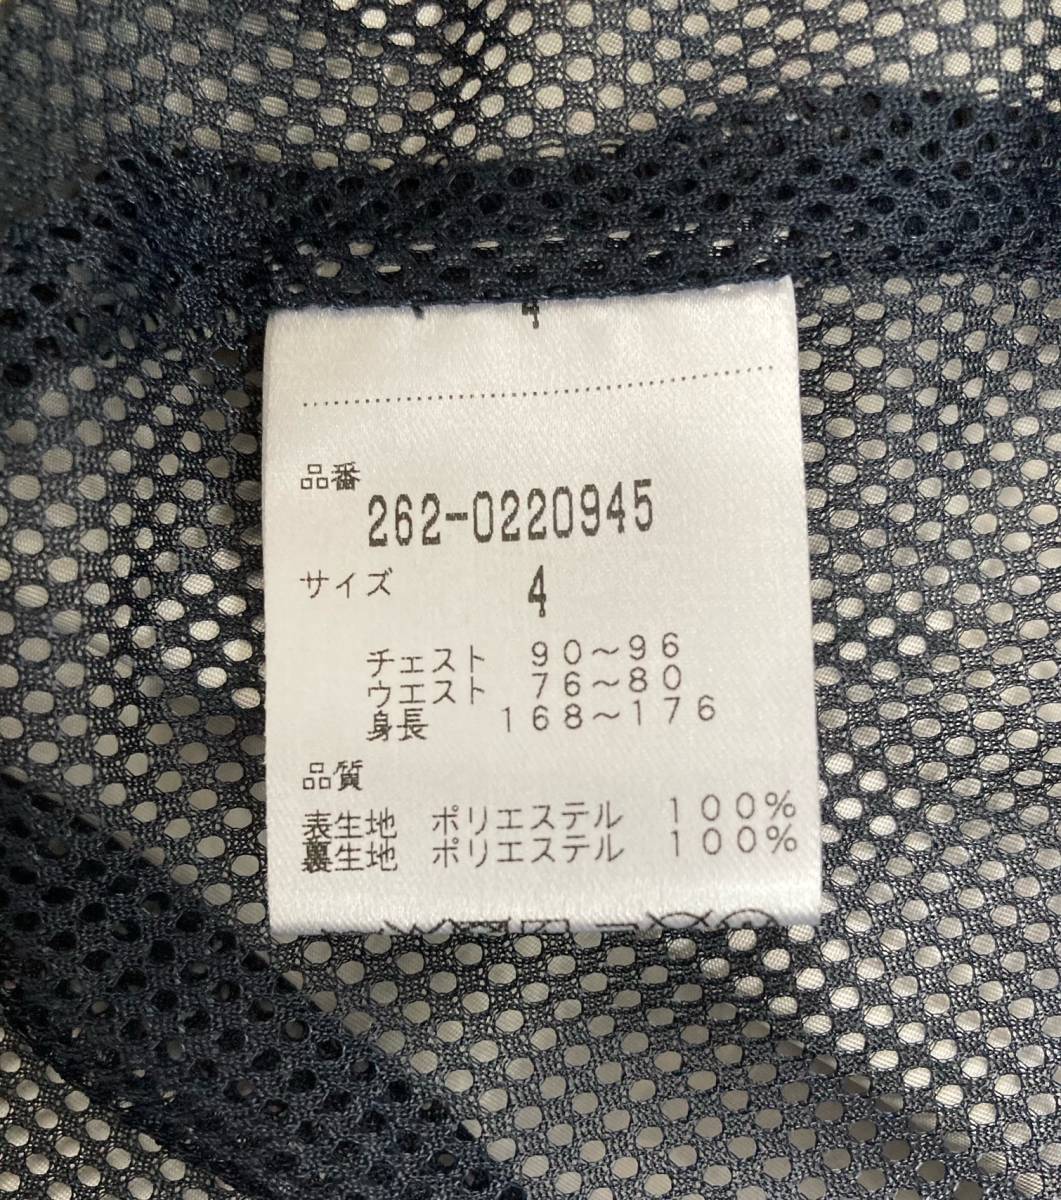 4
品番
262-0220945
サイズ 4
チェスト 90～96
ウエスト 76～80
身長 168～176
品質
表生地 ポリエステル 100%
裏生地 ポリエステル 100%